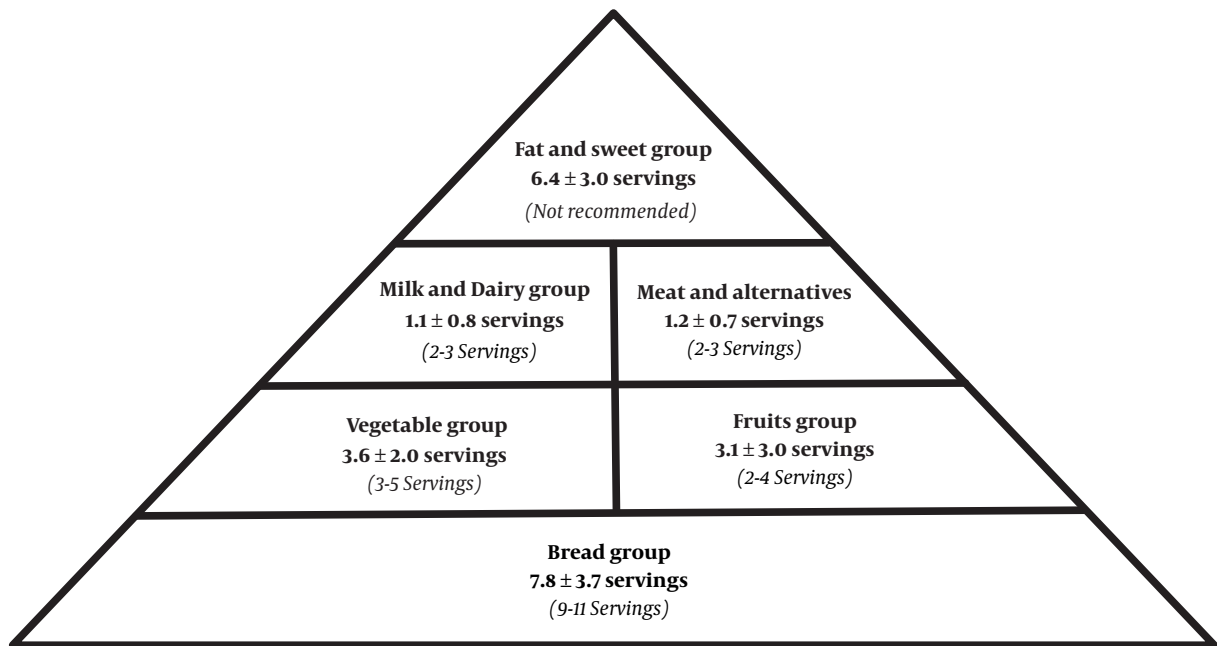 Fat and sweet group
6.4 ± 3.0 servings
(Not recommended)
Milk and Dairy group
1.1 ± 0.8 servings
(2-3 Servings)
Meat and alternatives
1.2 ± 0.7 servings
(2-3 Servings)
Vegetable group
3.6 ± 2.0 servings
(3-5 Servings)
Fruits group
3.1 ± 3.0 servings
(2-4 Servings)
Bread group
7.8 ± 3.7 servings
(9-11 Servings)